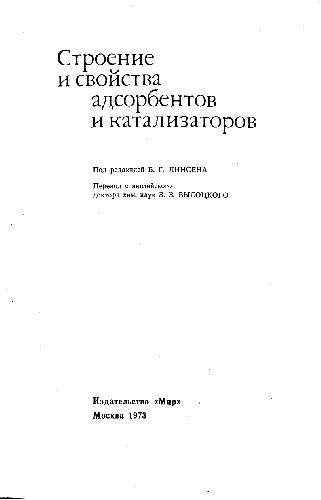 Строение
и свойства
адсорбентов
и катализаторов
Под редакцией Б. Г. ЛИНСЕНА
Перевод с английского
доктора хим. наук З. З. ВЫСОЦКОГО
Издательство «Мир»
Москва 1973